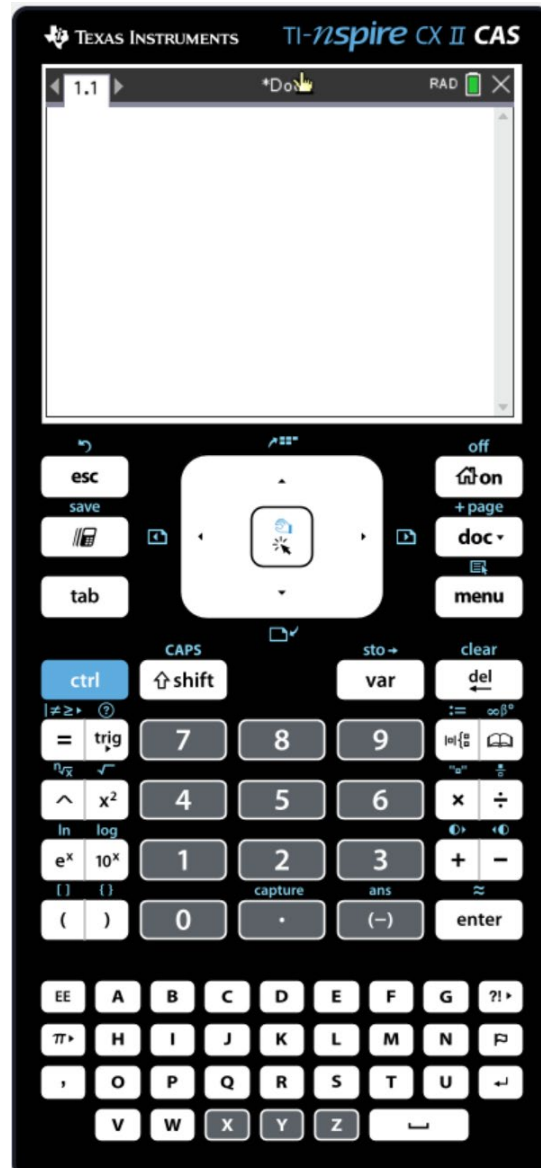 TEXAS INSTRUMENTS TI-nspire CX II CAS
1.1 *Do RAD
off
esc on
save + page
doc
tab menu
CAPS sto→ clear
ctrl shift var del
|≠≥▸ ? := ∞β°
= trig 7 8 9
ⁿ√x √ "□"
^ x² 4 5 6 × ÷
ln log
eˣ 10ˣ 1 2 3 + −
[ ] { } capture ans ≈
( ) 0 . (−) enter
EE A B C D E F G ?!▸
π▸ H I J K L M N
, O P Q R S T U
V W X Y Z